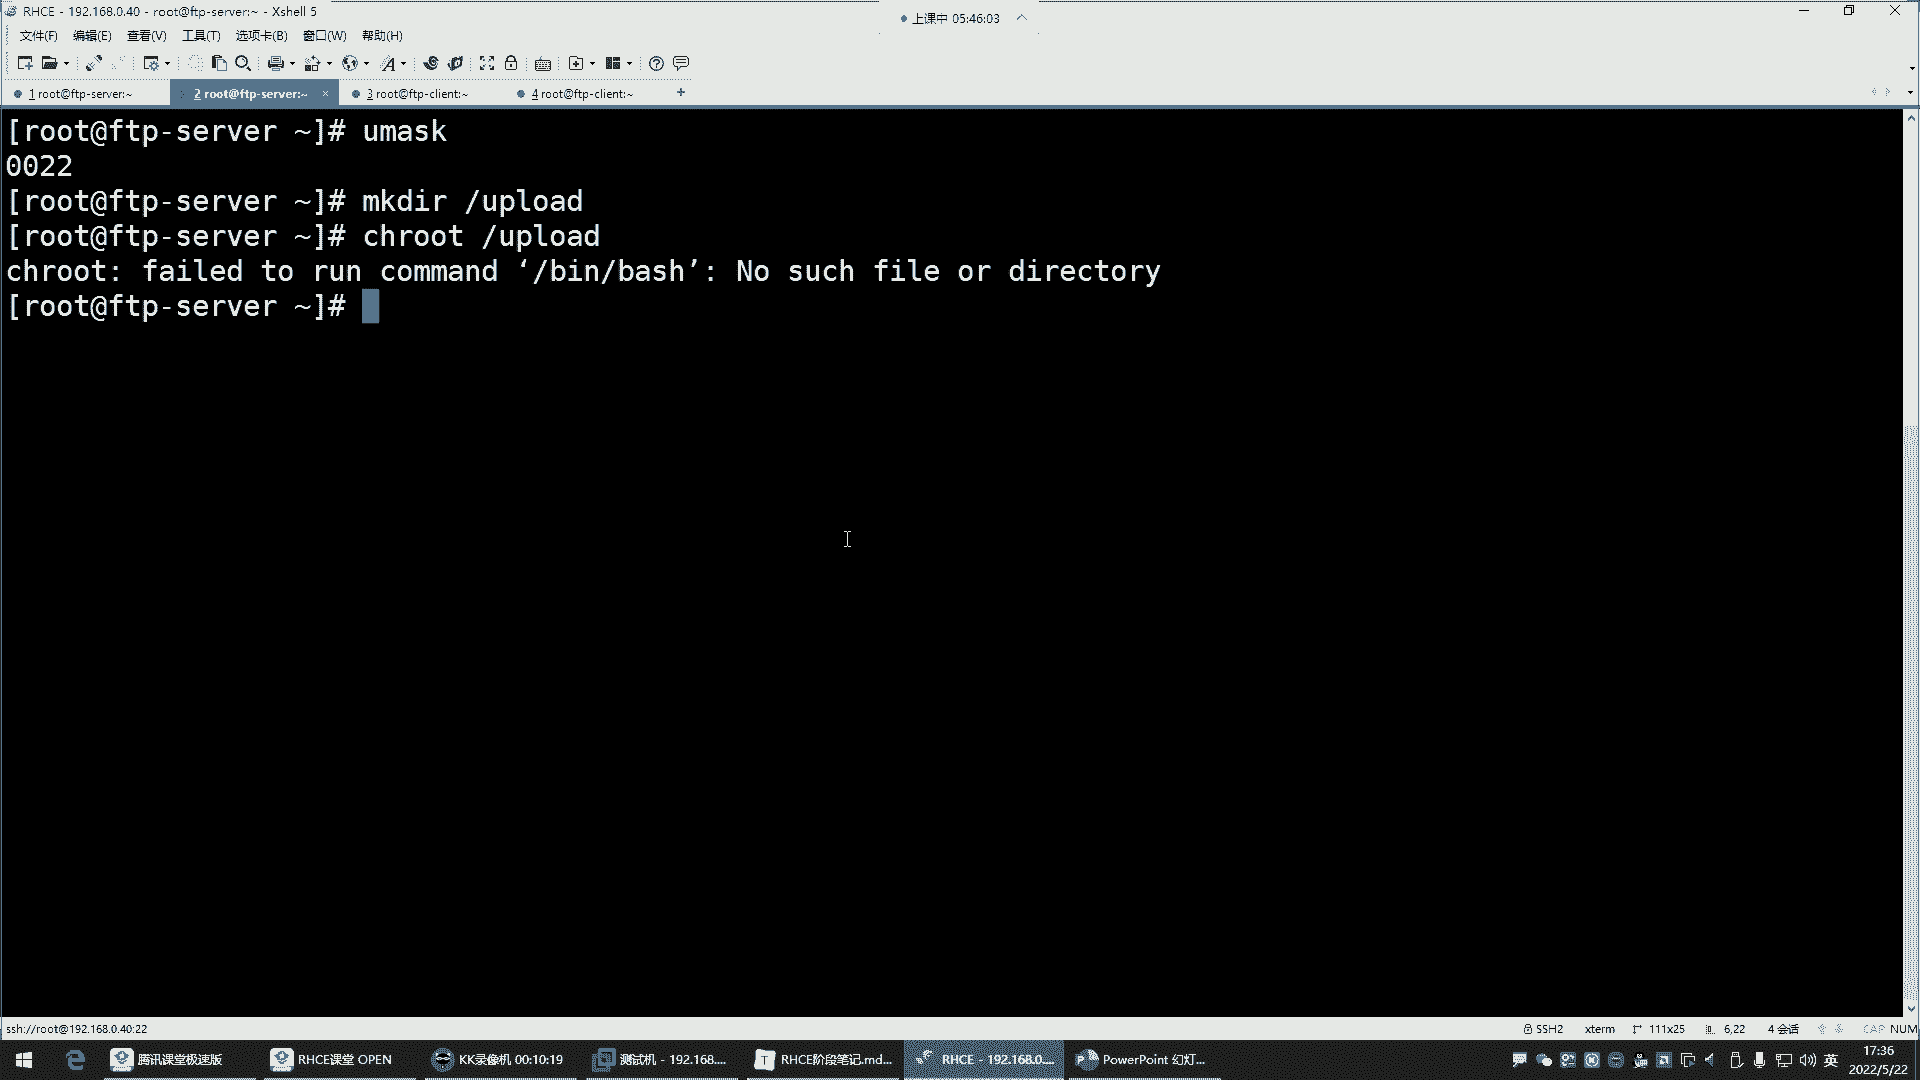 RHCE - 192.168.0.40 - root@ftp-server:~ - Xshell 5
上课中 05:46:03
文件(F) 编辑(E) 查看(V) 工具(T) 选项卡(B) 窗口(W) 帮助(H)
1 root@ftp-server:~ 2 root@ftp-server:~ × 3 root@ftp-client:~ 4 root@ftp-client:~ +
[root@ftp-server ~]# umask
0022
[root@ftp-server ~]# mkdir /upload
[root@ftp-server ~]# chroot /upload
chroot: failed to run command ‘/bin/bash’: No such file or directory
[root@ftp-server ~]#
ssh://root@192.168.0.40:22 SSH2 xterm 111x25 6,22 4 会话 CAP NUM
腾讯课堂极速版 RHCE课堂 OPEN KK录像机 00:10:19 测试机 - 192.168.... RHCE阶段笔记.md... RHCE - 192.168.0.... PowerPoint 幻灯... 英 17:36
2022/5/22